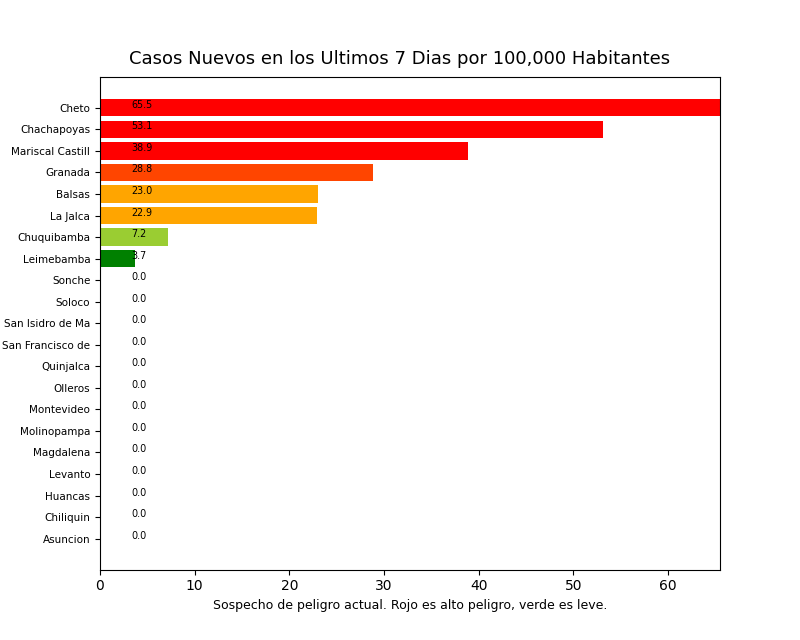 Casos Nuevos en los Ultimos 7 Dias por 100,000 Habitantes
Cheto 65.5
Chachapoyas 53.1
Mariscal Castill 38.9
Granada 28.8
Balsas 23.0
La Jalca 22.9
Chuquibamba 7.2
Leimebamba 3.7
Sonche 0.0
Soloco 0.0
San Isidro de Ma 0.0
San Francisco de 0.0
Quinjalca 0.0
Olleros 0.0
Montevideo 0.0
Molinopampa 0.0
Magdalena 0.0
Levanto 0.0
Huancas 0.0
Chiliquin 0.0
Asuncion 0.0
0 10 20 30 40 50 60
Sospecho de peligro actual. Rojo es alto peligro, verde es leve.